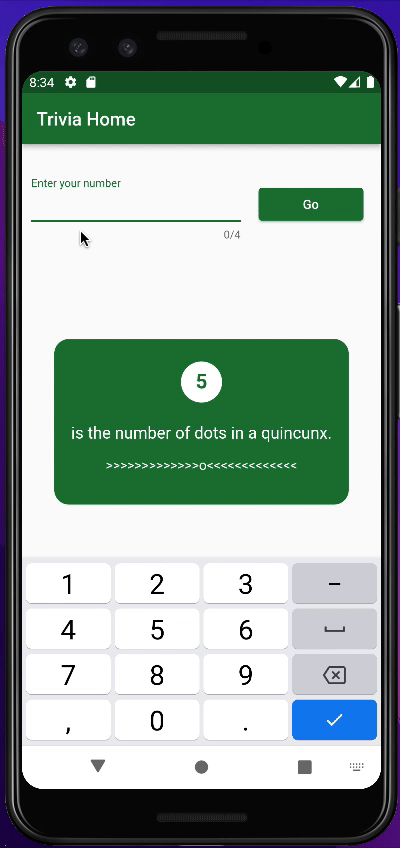 8:34
Trivia Home
Enter your number
Go
0/4
5
is the number of dots in a quincunx.
>>>>>>>>>>>>>o<<<<<<<<<<<<<
1 2 3 −
4 5 6
7 8 9
, 0 .